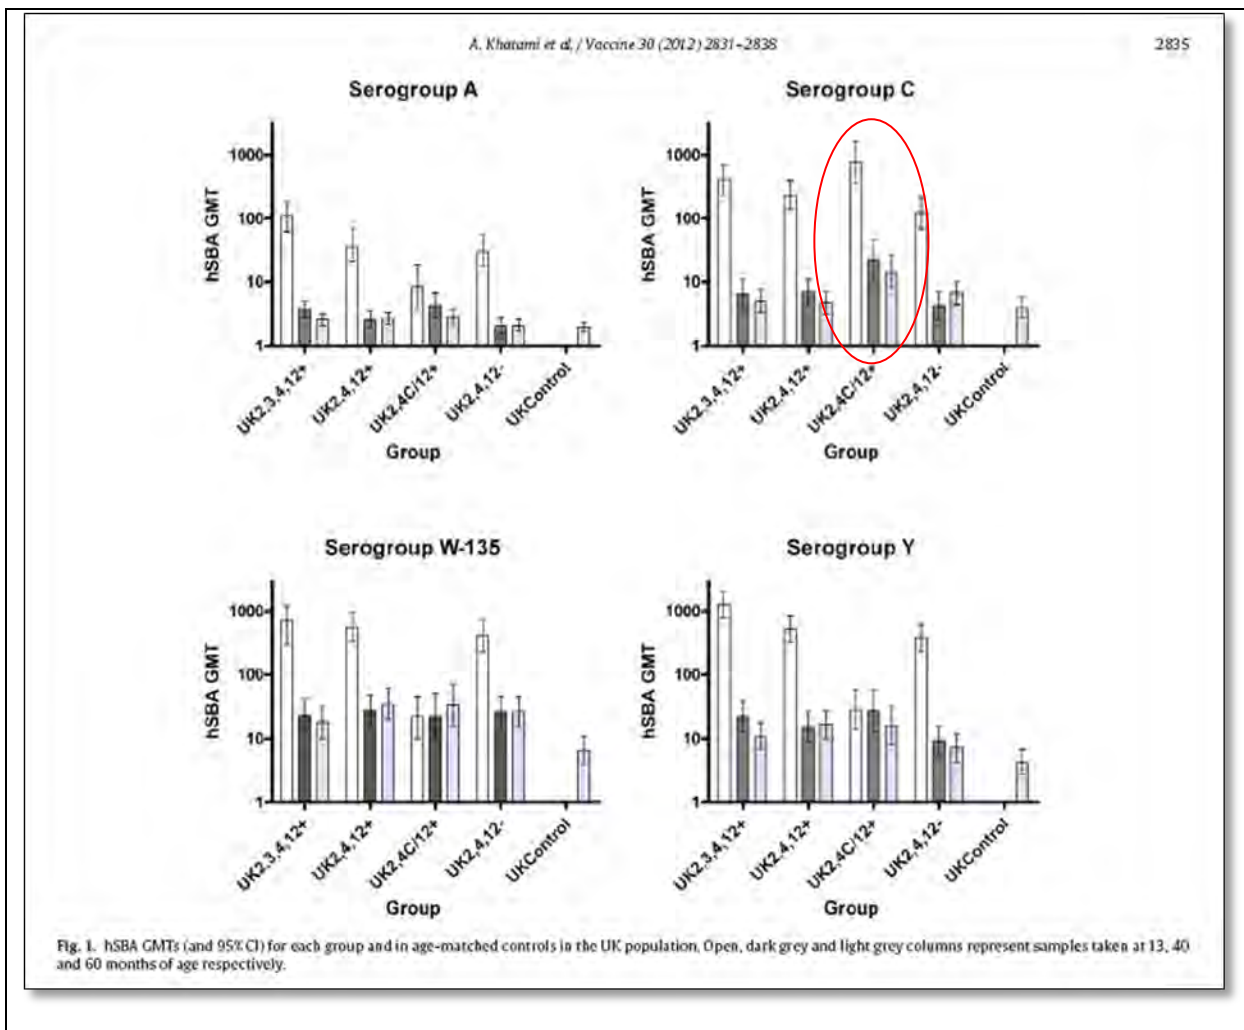 A. Khatami et al. / Vaccine 30 (2012) 2831–2838
2835
Serogroup A
hSBA GMT
1000
100
10
1
UK2,3,4,12+
UK2,4,12+
UK2,4C/12+
UK2,4,12-
UKControl
Group
Serogroup C
hSBA GMT
1000
100
10
1
UK2,3,4,12+
UK2,4,12+
UK2,4C/12+
UK2,4,12-
UKControl
Group
Serogroup W-135
hSBA GMT
1000
100
10
1
UK2,3,4,12+
UK2,4,12+
UK2,4C/12+
UK2,4,12-
UKControl
Group
Serogroup Y
hSBA GMT
1000
100
10
1
UK2,3,4,12+
UK2,4,12+
UK2,4C/12+
UK2,4,12-
UKControl
Group
Fig. 1. hSBA GMTs (and 95% CI) for each group and in age-matched controls in the UK population. Open, dark grey and light grey columns represent samples taken at 13, 40
and 60 months of age respectively.